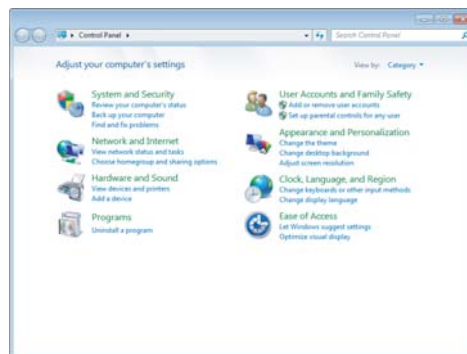 Control Panel
Search Control Panel
Adjust your computer's settings
View by: Category
System and Security
Review your computer's status
Back up your computer
Find and fix problems
Network and Internet
View network status and tasks
Choose homegroup and sharing options
Hardware and Sound
View devices and printers
Add a device
Programs
Uninstall a program
User Accounts and Family Safety
Add or remove user accounts
Set up parental controls for any user
Appearance and Personalization
Change the theme
Change desktop background
Adjust screen resolution
Clock, Language, and Region
Change keyboards or other input methods
Change display language
Ease of Access
Let Windows suggest settings
Optimize visual display